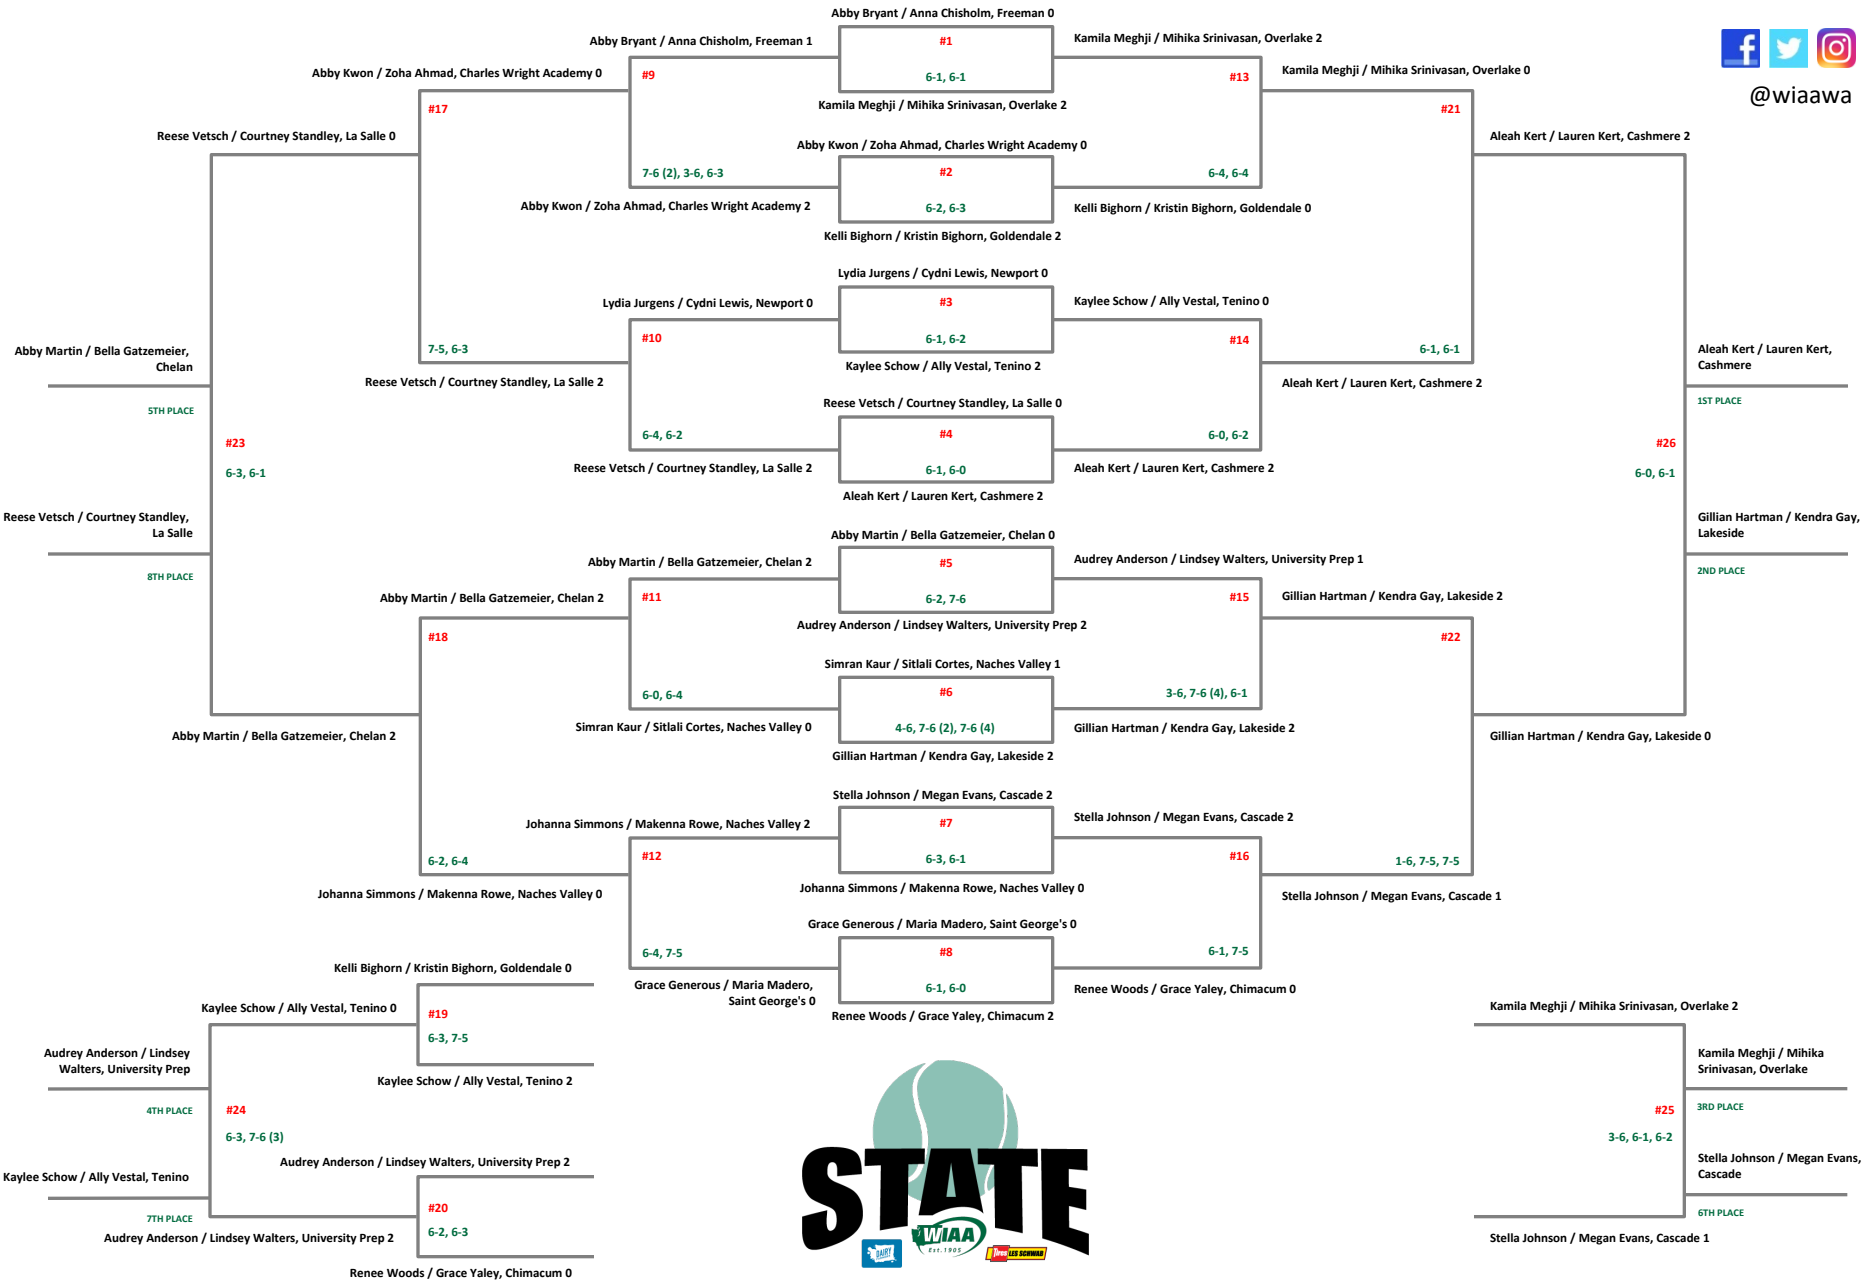 Abby Bryant / Anna Chisholm, Freeman 0
Abby Bryant / Anna Chisholm, Freeman 1
#1
Kamila Meghji / Mihika Srinivasan, Overlake 2
Abby Kwon / Zoha Ahmad, Charles Wright Academy 0
#9
6-1, 6-1
#13
Kamila Meghji / Mihika Srinivasan, Overlake 0
@wiaawa
#17
Kamila Meghji / Mihika Srinivasan, Overlake 2
#21
Reese Vetsch / Courtney Standley, La Salle 0
Abby Kwon / Zoha Ahmad, Charles Wright Academy 0
Aleah Kert / Lauren Kert, Cashmere 2
7-6 (2), 3-6, 6-3
#2
6-4, 6-4
Abby Kwon / Zoha Ahmad, Charles Wright Academy 2
6-2, 6-3
Kelli Bighorn / Kristin Bighorn, Goldendale 0
Kelli Bighorn / Kristin Bighorn, Goldendale 2
Lydia Jurgens / Cydni Lewis, Newport 0
Lydia Jurgens / Cydni Lewis, Newport 0
#3
Kaylee Schow / Ally Vestal, Tenino 0
#10
6-1, 6-2
#14
7-5, 6-3
6-1, 6-1
Abby Martin / Bella Gatzemeier,
Chelan
Kaylee Schow / Ally Vestal, Tenino 2
Aleah Kert / Lauren Kert,
Cashmere
Reese Vetsch / Courtney Standley, La Salle 2
Aleah Kert / Lauren Kert, Cashmere 2
5TH PLACE
Reese Vetsch / Courtney Standley, La Salle 0
1ST PLACE
#23
6-4, 6-2
#4
6-0, 6-2
#26
6-3, 6-1
Reese Vetsch / Courtney Standley, La Salle 2
6-1, 6-0
Aleah Kert / Lauren Kert, Cashmere 2
6-0, 6-1
Aleah Kert / Lauren Kert, Cashmere 2
Reese Vetsch / Courtney Standley,
La Salle
Gillian Hartman / Kendra Gay,
Lakeside
Abby Martin / Bella Gatzemeier, Chelan 0
Abby Martin / Bella Gatzemeier, Chelan 2
#5
Audrey Anderson / Lindsey Walters, University Prep 1
8TH PLACE
2ND PLACE
Abby Martin / Bella Gatzemeier, Chelan 2
#11
6-2, 7-6
#15
Gillian Hartman / Kendra Gay, Lakeside 2
Audrey Anderson / Lindsey Walters, University Prep 2
#18
#22
Simran Kaur / Sitlali Cortes, Naches Valley 1
6-0, 6-4
#6
3-6, 7-6 (4), 6-1
Simran Kaur / Sitlali Cortes, Naches Valley 0
4-6, 7-6 (2), 7-6 (4)
Gillian Hartman / Kendra Gay, Lakeside 2
Abby Martin / Bella Gatzemeier, Chelan 2
Gillian Hartman / Kendra Gay, Lakeside 0
Gillian Hartman / Kendra Gay, Lakeside 2
Stella Johnson / Megan Evans, Cascade 2
Johanna Simmons / Makenna Rowe, Naches Valley 2
#7
Stella Johnson / Megan Evans, Cascade 2
6-2, 6-4
#12
6-3, 6-1
#16
1-6, 7-5, 7-5
Johanna Simmons / Makenna Rowe, Naches Valley 0
Johanna Simmons / Makenna Rowe, Naches Valley 0
Stella Johnson / Megan Evans, Cascade 1
Grace Generous / Maria Madero, Saint George's 0
6-4, 7-5
#8
6-1, 7-5
Kelli Bighorn / Kristin Bighorn, Goldendale 0
Grace Generous / Maria Madero,
Saint George's 0
6-1, 6-0
Renee Woods / Grace Yaley, Chimacum 0
Kaylee Schow / Ally Vestal, Tenino 0
#19
Renee Woods / Grace Yaley, Chimacum 2
Kamila Meghji / Mihika Srinivasan, Overlake 2
6-3, 7-5
Audrey Anderson / Lindsey
Walters, University Prep
Kaylee Schow / Ally Vestal, Tenino 2
Kamila Meghji / Mihika
Srinivasan, Overlake
4TH PLACE
#24
#25
3RD PLACE
6-3, 7-6 (3)
3-6, 6-1, 6-2
Audrey Anderson / Lindsey Walters, University Prep 2
Stella Johnson / Megan Evans,
Cascade
Kaylee Schow / Ally Vestal, Tenino
#20
7TH PLACE
6TH PLACE
Audrey Anderson / Lindsey Walters, University Prep 2
6-2, 6-3
Stella Johnson / Megan Evans, Cascade 1
Renee Woods / Grace Yaley, Chimacum 0
STATE
WIAA
Est. 1905
DAIRY
Tires LES SCHWAB